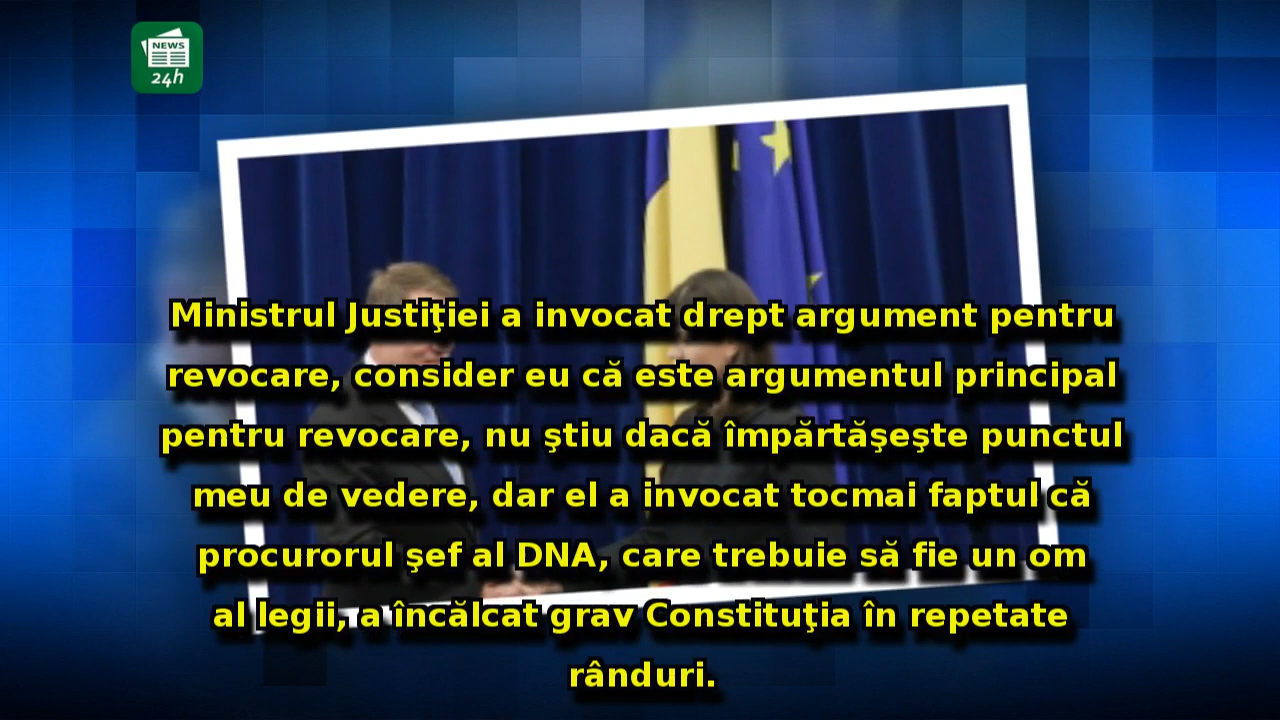 NEWS
24h
Ministrul Justiţiei a invocat drept argument pentru
revocare, consider eu că este argumentul principal
pentru revocare, nu ştiu dacă împărtăşeşte punctul
meu de vedere, dar el a invocat tocmai faptul că
procurorul şef al DNA, care trebuie să fie un om
al legii, a încălcat grav Constituţia în repetate
rânduri.